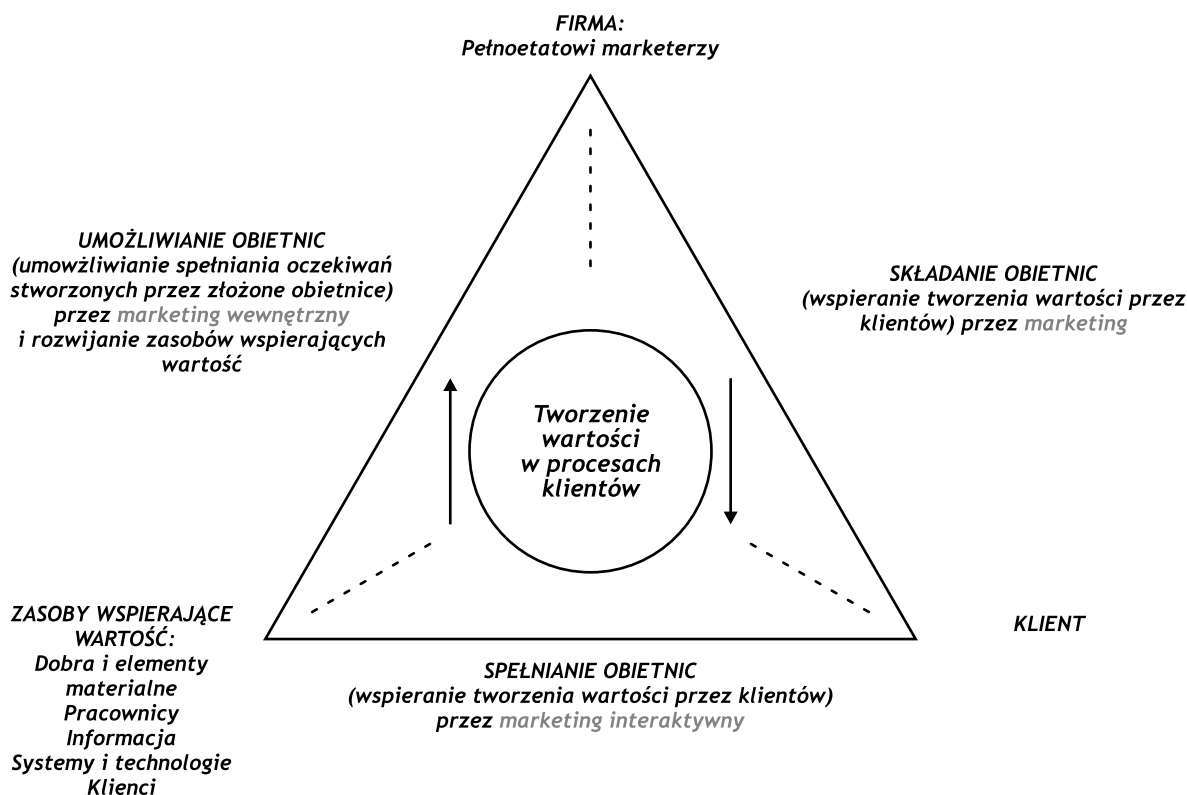 FIRMA:
Pełnoetatowi marketerzy
UMOŻLIWIANIE OBIETNIC
(umowżliwianie spełniania oczekiwań
stworzonych przez złożone obietnice)
przez marketing wewnętrzny
i rozwijanie zasobów wspierających
wartość
SKŁADANIE OBIETNIC
(wspieranie tworzenia wartości przez
klientów) przez marketing
Tworzenie
wartości
w procesach
klientów
ZASOBY WSPIERAJĄCE
WARTOŚĆ:
Dobra i elementy
materialne
Pracownicy
Informacja
Systemy i technologie
Klienci
SPEŁNIANIE OBIETNIC
(wspieranie tworzenia wartości przez klientów)
przez marketing interaktywny
KLIENT